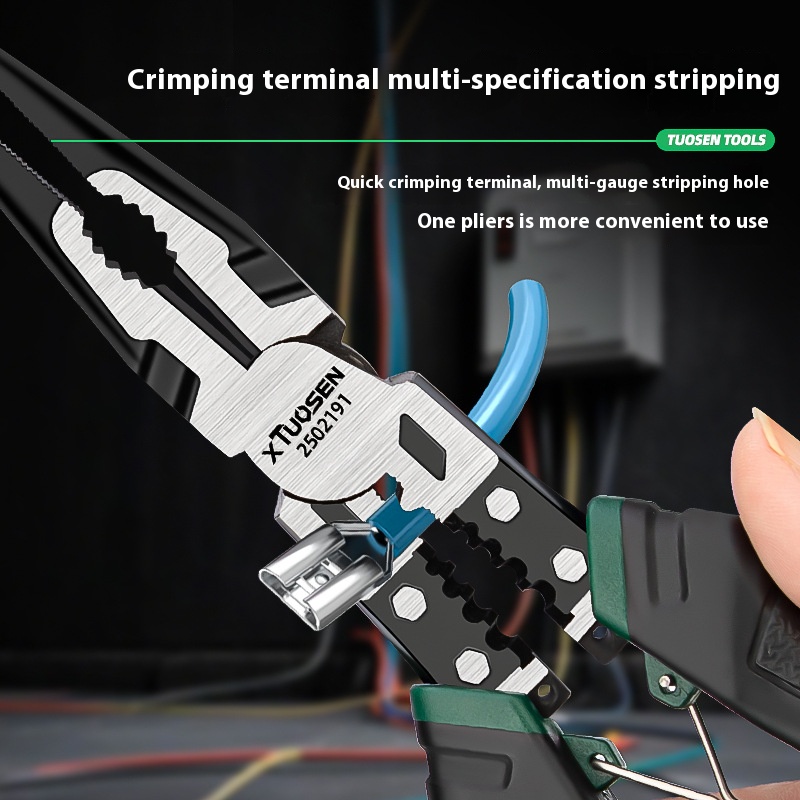 Crimping terminal multi-specification stripping
TUOSEN TOOLS
Quick crimping terminal, multi-gauge stripping hole
One pliers is more convenient to use
XTUOSEN
2502191